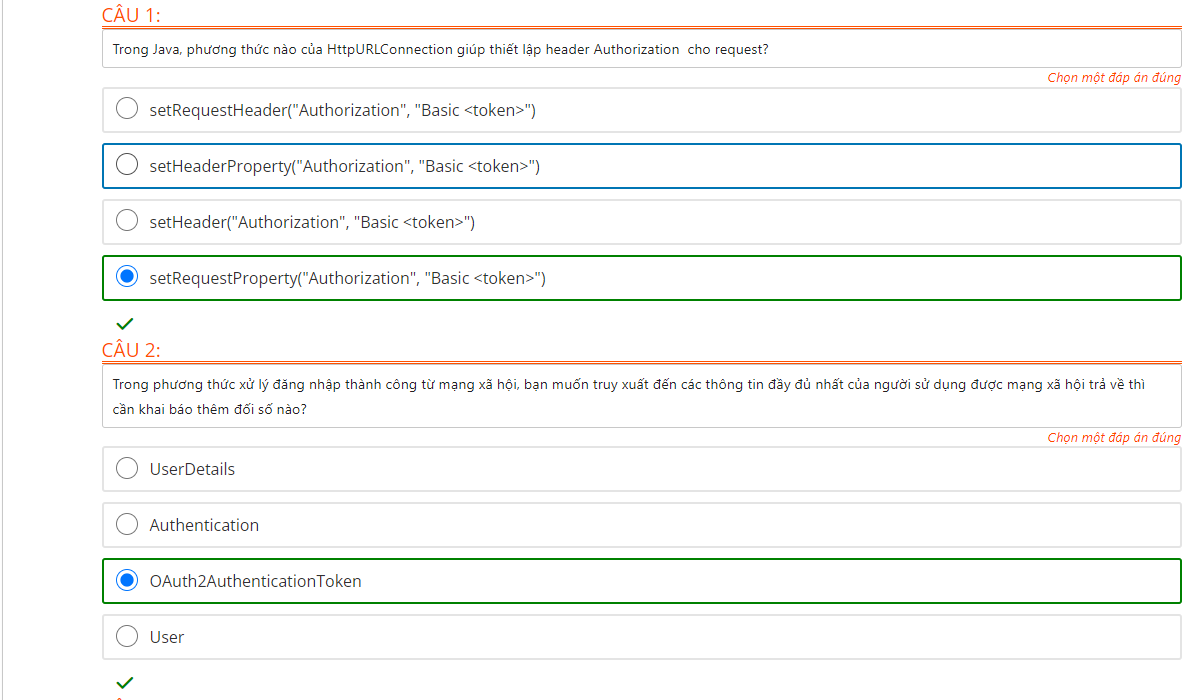 CÂU 1:
Trong Java, phương thức nào của HttpURLConnection giúp thiết lập header Authorization cho request?
Chọn một đáp án đúng
setRequestHeader("Authorization", "Basic <token>")
setHeaderProperty("Authorization", "Basic <token>")
setHeader("Authorization", "Basic <token>")
setRequestProperty("Authorization", "Basic <token>")
CÂU 2:
Trong phương thức xử lý đăng nhập thành công từ mạng xã hội, bạn muốn truy xuất đến các thông tin đầy đủ nhất của người sử dụng được mạng xã hội trả về thì
cần khai báo thêm đối số nào?
Chọn một đáp án đúng
UserDetails
Authentication
OAuth2AuthenticationToken
User